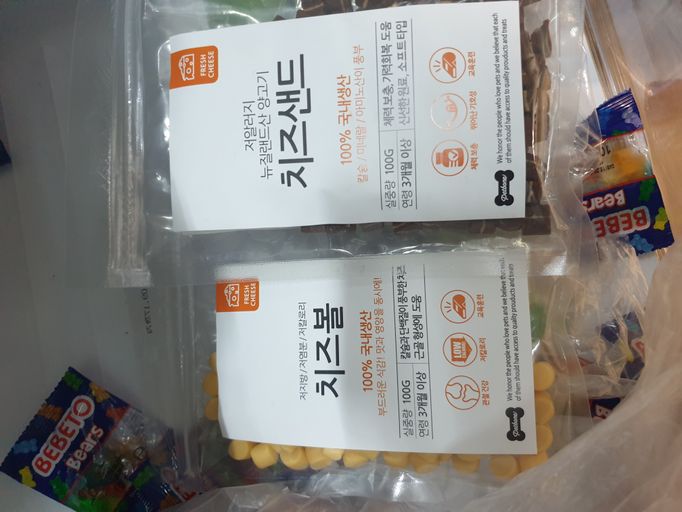 FRESH
CHEESE
저알러지
뉴질랜드산 양고기
치즈샌드
100% 국내생산
칼슘 / 미네랄 / 아미노산이 풍부
실중량 100G
체력 보충, 기력회복 도움
연령 3개월 이상
신선한 원료, 소프트타입
체력 보충
뛰어난 기호성
교육훈련
We honor the people who love pets and we believe that each
of them should have access to quality prouducts and treats
FRESH
CHEESE
저지방 / 저염분 / 저칼로리
치즈볼
100% 국내생산
부드러운 식감! 맛과 영양을 동시에!
실중량 100G
칼슘과 단백질이 풍부한 치즈
연령 3개월 이상
근골 형성에 도움
관절 건강
LOW
저칼로리
교육훈련
We honor the people who love pets and we believe that each
of them should have access to quality prouducts and treats
BEBETO
Bears
BEBETO
Bears